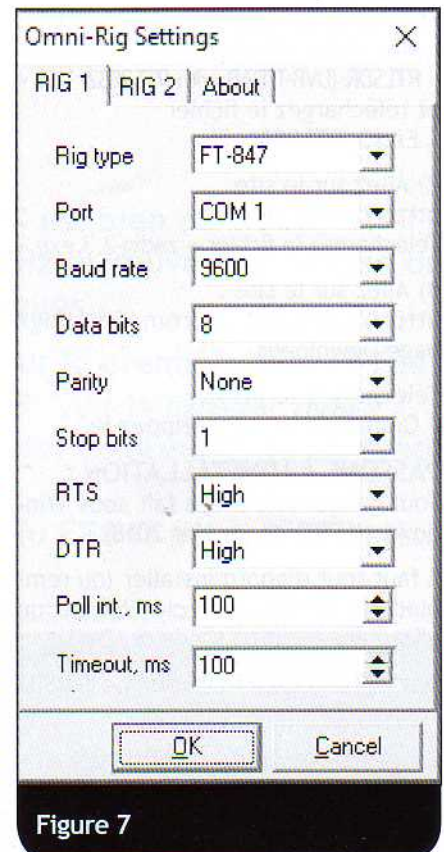 Omni-Rig Settings
RIG 1 RIG 2 About
Rig type FT-847
Port COM 1
Baud rate 9600
Data bits 8
Parity None
Stop bits 1
RTS High
DTR High
Poll int., ms 100
Timeout, ms 100
OK Cancel
Figure 7